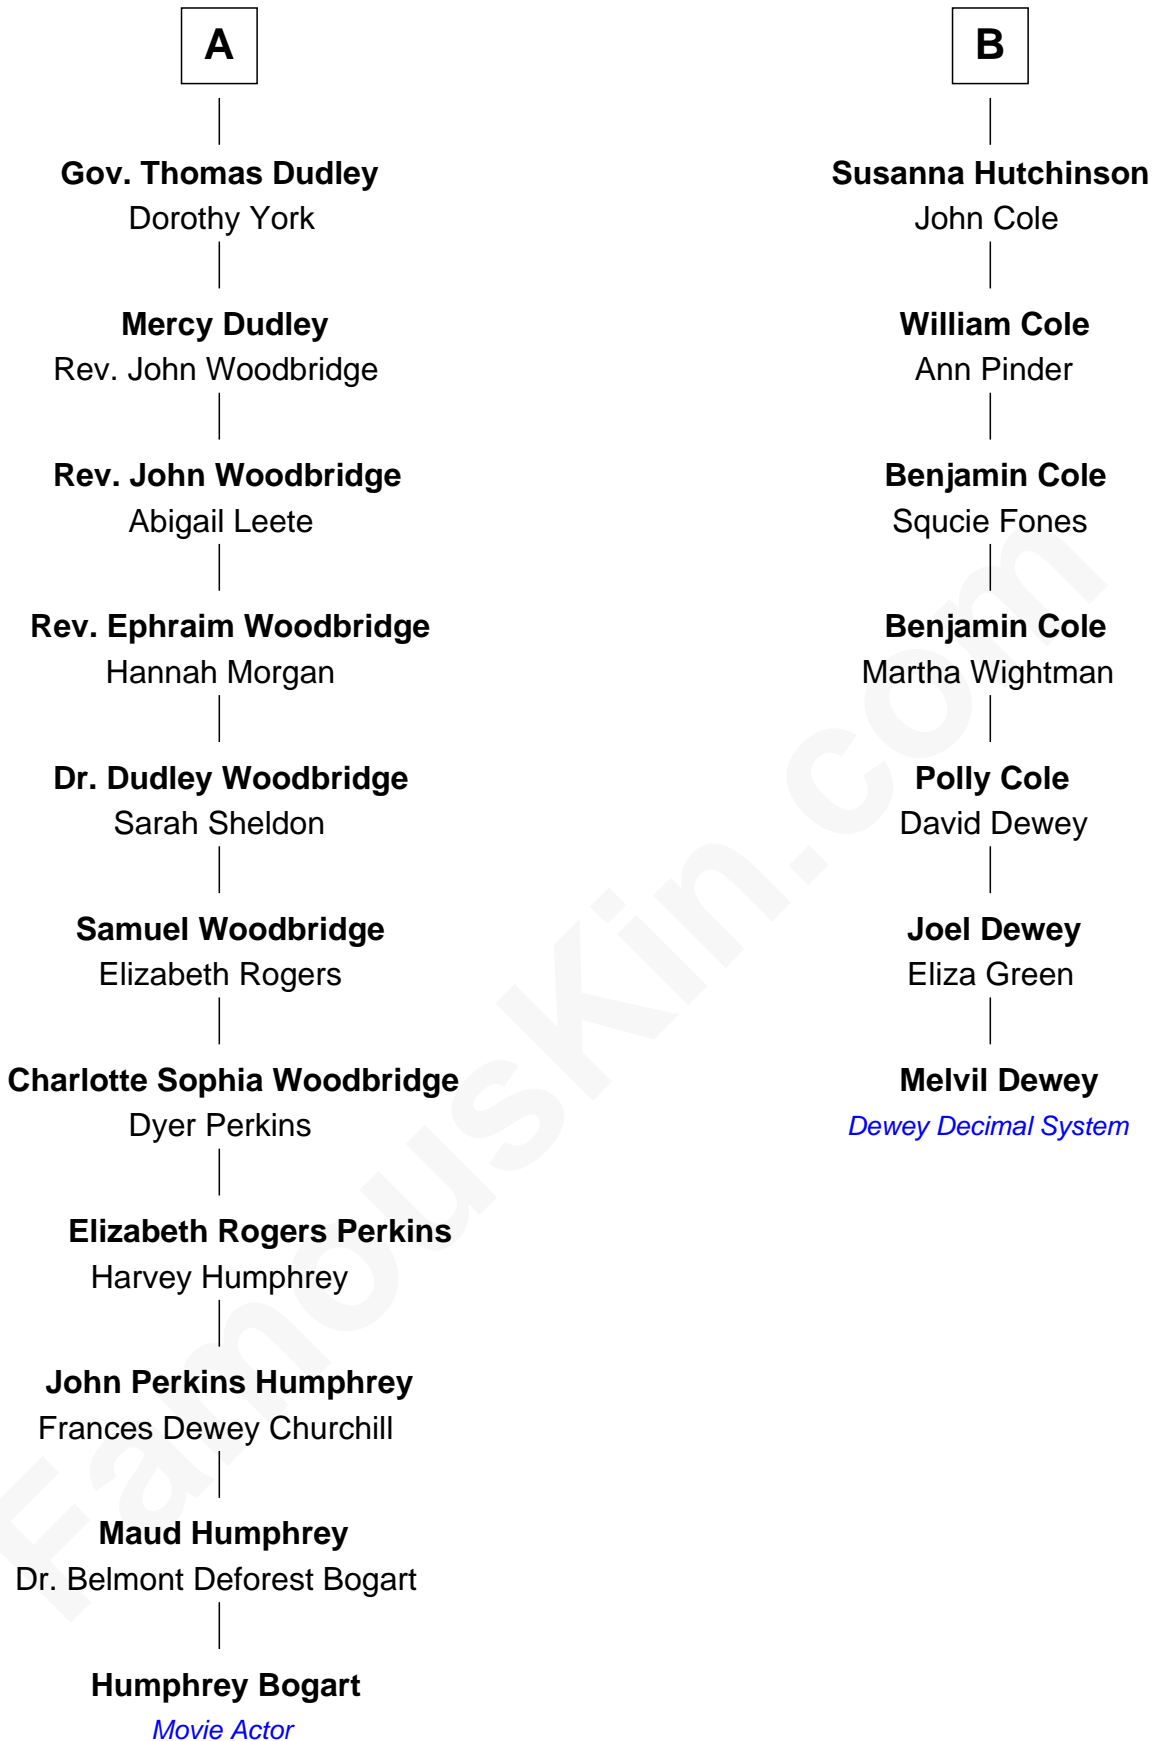 A
Gov. Thomas Dudley
Dorothy York
Mercy Dudley
Rev. John Woodbridge
Rev. John Woodbridge
Abigail Leete
Rev. Ephraim Woodbridge
Hannah Morgan
Dr. Dudley Woodbridge
Sarah Sheldon
Samuel Woodbridge
Elizabeth Rogers
Charlotte Sophia Woodbridge
Dyer Perkins
Elizabeth Rogers Perkins
Harvey Humphrey
John Perkins Humphrey
Frances Dewey Churchill
Maud Humphrey
Dr. Belmont Deforest Bogart
Humphrey Bogart
Movie Actor
B
Susanna Hutchinson
John Cole
William Cole
Ann Pinder
Benjamin Cole
Squcie Fones
Benjamin Cole
Martha Wightman
Polly Cole
David Dewey
Joel Dewey
Eliza Green
Melvil Dewey
Dewey Decimal System
FamousKin.com